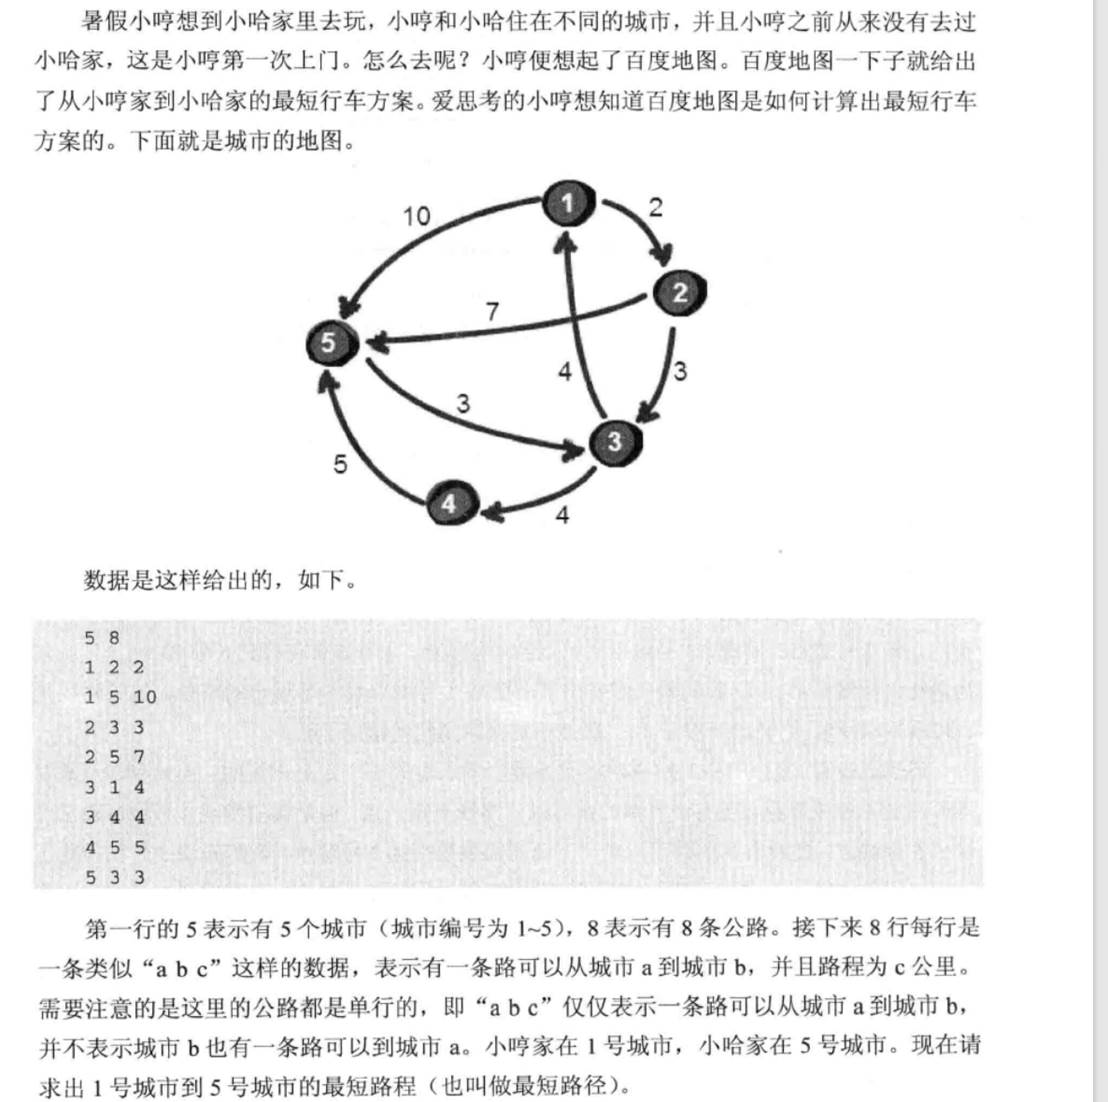 暑假小哼想到小哈家里去玩，小哼和小哈住在不同的城市，并且小哼之前从来没有去过
小哈家，这是小哼第一次上门。怎么去呢？小哼便想起了百度地图。百度地图一下子就给出
了从小哼家到小哈家的最短行车方案。爱思考的小哼想知道百度地图是如何计算出最短行车
方案的。下面就是城市的地图。
1
10
2
2
7
5
4
3
3
3
5
4
4
数据是这样给出的，如下。
5 8
1 2 2
1 5 10
2 3 3
2 5 7
3 1 4
3 4 4
4 5 5
5 3 3
第一行的 5 表示有 5 个城市（城市编号为 1~5），8 表示有 8 条公路。接下来 8 行每行是
一条类似“a b c”这样的数据，表示有一条路可以从城市 a 到城市 b，并且路程为 c 公里。
需要注意的是这里的公路都是单行的，即“a b c”仅仅表示一条路可以从城市 a 到城市 b，
并不表示城市 b 也有一条路可以到城市 a。小哼家在 1 号城市，小哈家在 5 号城市。现在请
求出 1 号城市到 5 号城市的最短路程（也叫做最短路径）。